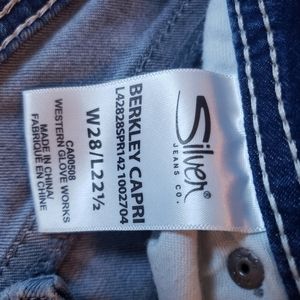 Silver
JEANS CO.
BERKLEY CAPRI
L42828SPR142 1002704
W28/L22½
CA00508
WESTERN GLOVE WORKS
MADE IN CHINA/
FABRIQUÉ EN CHINE